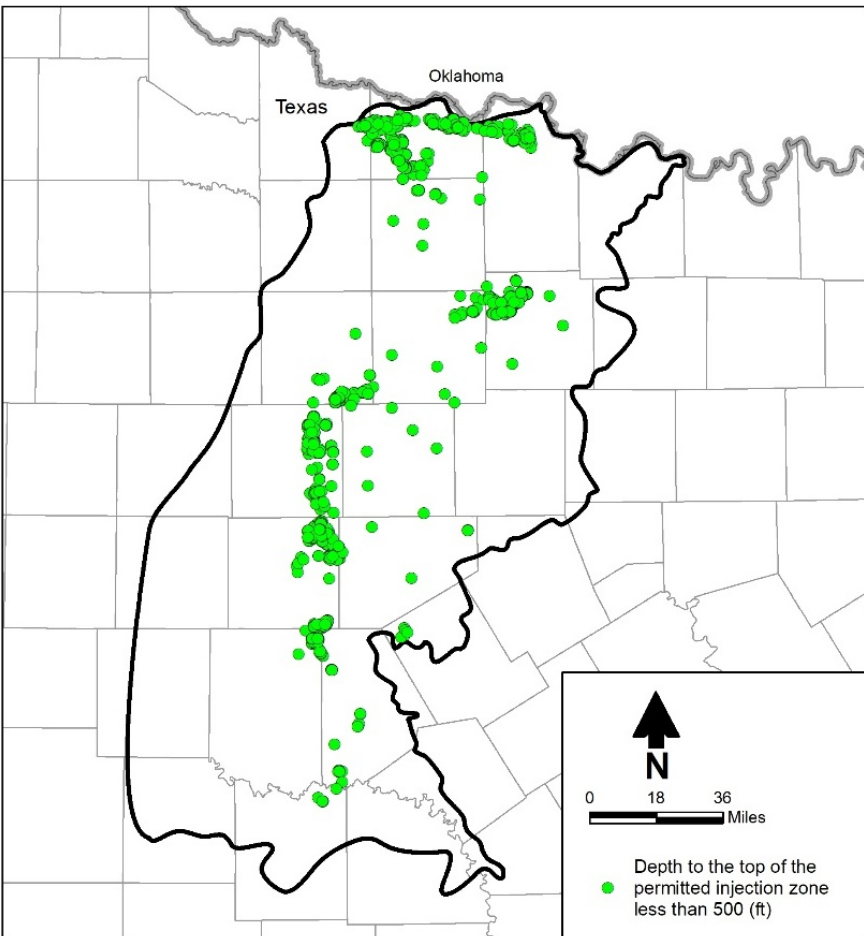 Oklahoma
Texas
N
0 18 36
Miles
Depth to the top of the
permitted injection zone
less than 500 (ft)